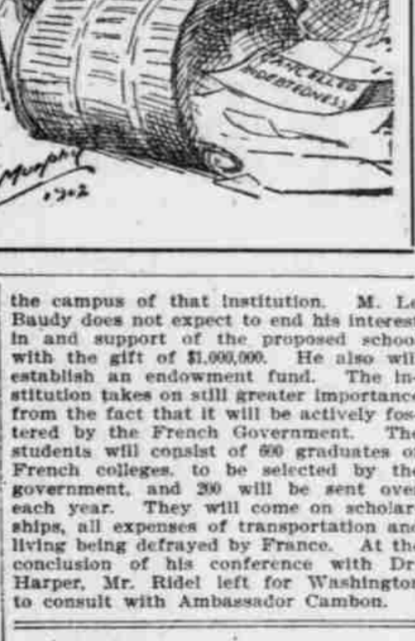 CANCELLED
INDEBTEDNESS
Murphy
1902
the campus of that institution. M. L
Baudy does not expect to end his interes
in and support of the proposed schoo
with the gift of $1,000,000. He also wil
establish an endowment fund. The in-
stitution takes on still greater importanc
from the fact that it will be actively fos
tered by the French Government. Th
students will consist of 600 graduates o
French colleges, to be selected by th
government, and 200 will be sent ove
each year. They will come on scholar
ships, all expenses of transportation an
living being defrayed by France. At th
conclusion of his conference with Dr
Harper, Mr. Ridel left for Washingto
to consult with Ambassador Cambon.